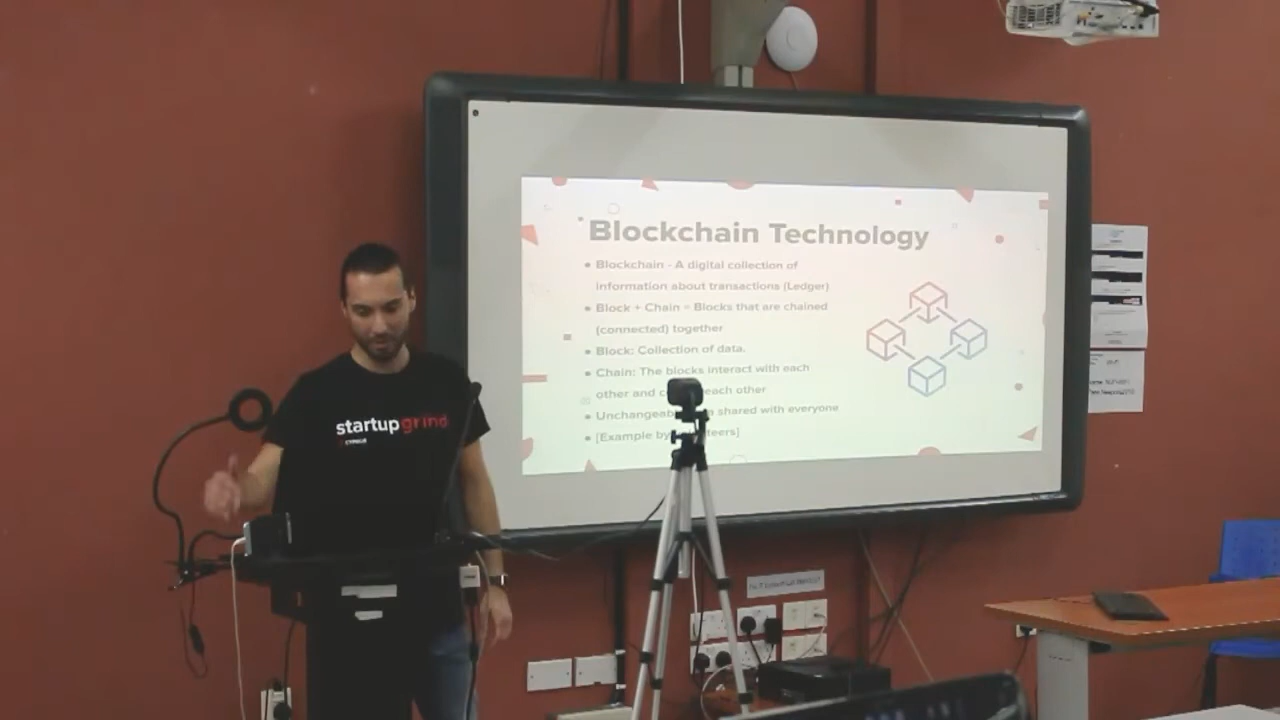 Blockchain Technology
• Blockchain - A digital collection of
information about transactions (Ledger)
• Block + Chain = Blocks that are chained
(connected) together
• Block: Collection of data.
• Chain: The blocks interact with each
other and each other
• shared with everyone
• [Example by
startupgrind
CYPRUS